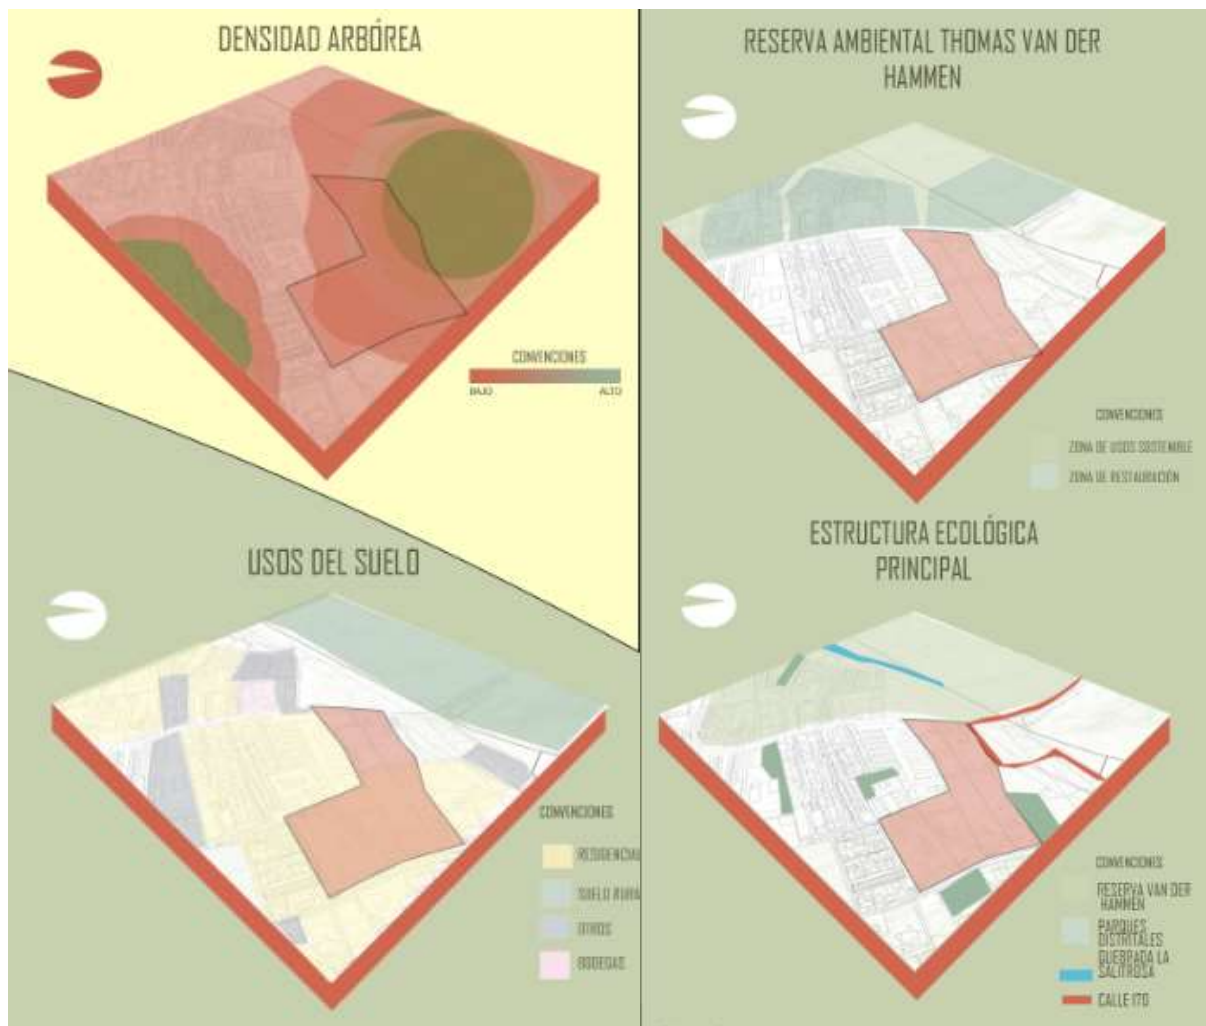 DENSIDAD ARBÓREA
CONVENCIONES
BAJO
ALTO
RESERVA AMBIENTAL THOMAS VAN DER
HAMMEN
CONVENCIONES
ZONA DE USOS SOSTENIBLE
ZONA DE RESTAURACIÓN
USOS DEL SUELO
CONVENCIONES
RESIDENCIAL
SUELO RURA
OTROS
BODEGAS
ESTRUCTURA ECOLÓGICA
PRINCIPAL
CONVENCIONES
RESERVA VAN DER
HAMMEN
PARQUES
DISTRITALES
QUEBRADA LA
SALITROSA
CALLE 170